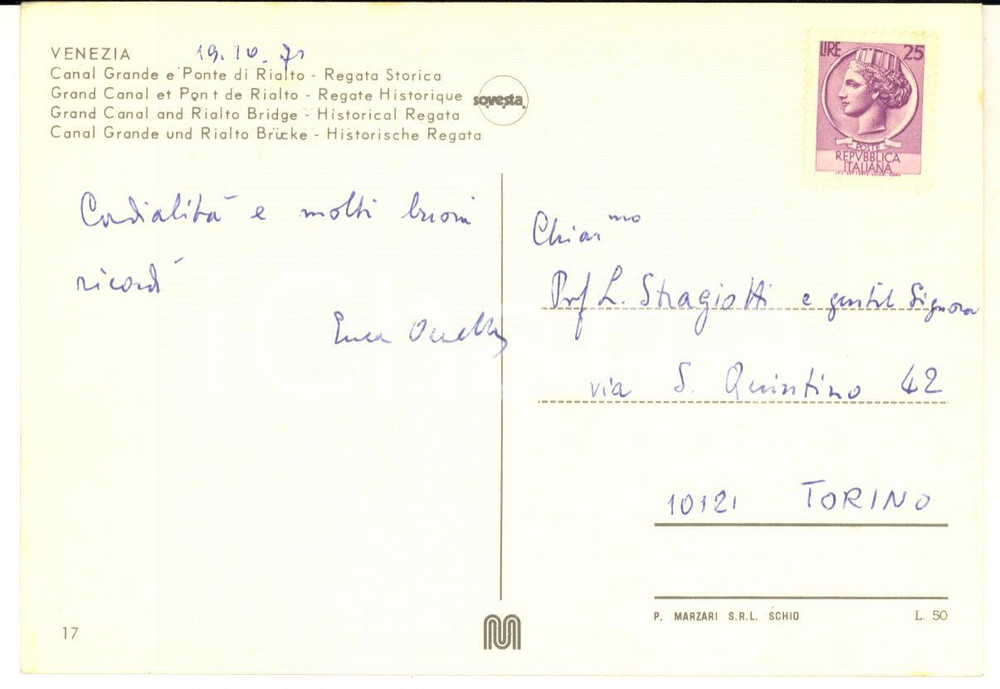 VENEZIA 19.10.71
Canal Grande e Ponte di Rialto - Regata Storica
Grand Canal et Pont de Rialto - Regate Historique
Grand Canal and Rialto Bridge - Historical Regata
Canal Grande und Rialto Brücke - Historische Regata
sovesta
LIRE 25
POSTE
REPVBBLICA
ITALIANA
Cordialità e molti buoni
ricordi
Chiar mo
Prof L. Stragiotti e gentil Signora
via S. Quintino 42
10121 TORINO
P. MARZARI S.R.L. SCHIO L. 50
17